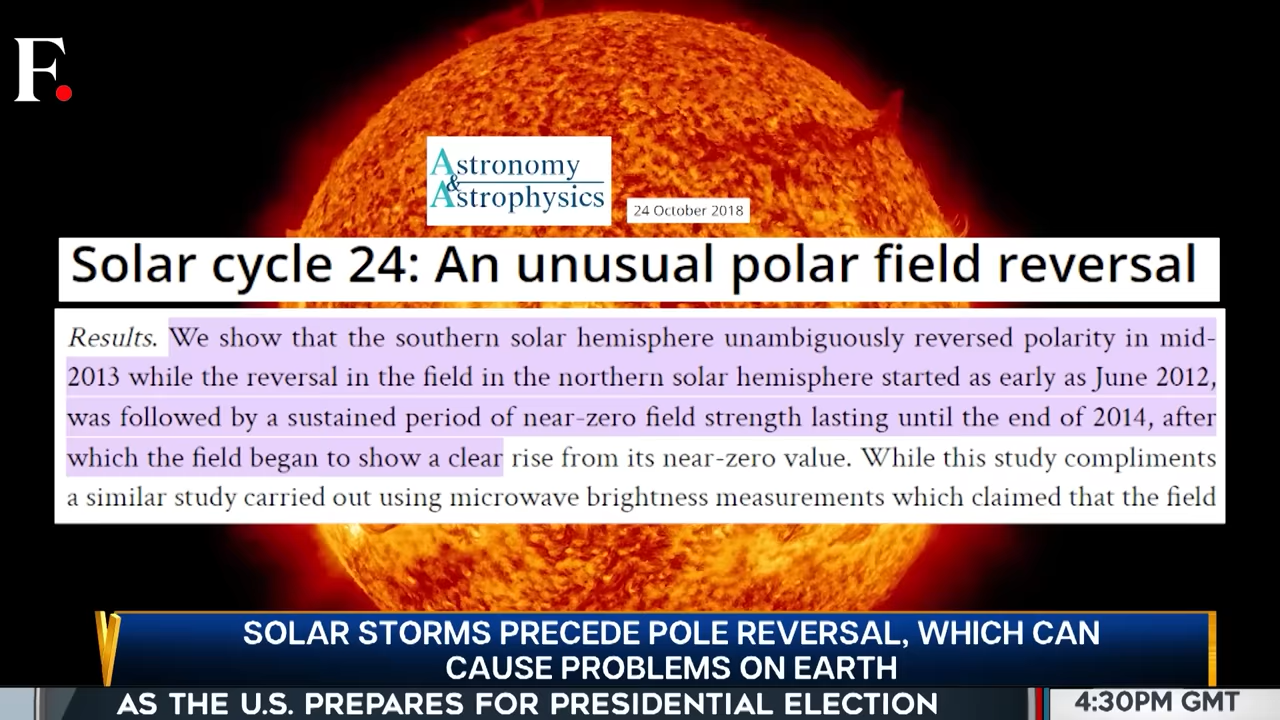 F.
Astronomy
&
Astrophysics
24 October 2018
Solar cycle 24: An unusual polar field reversal
Results. We show that the southern solar hemisphere unambiguously reversed polarity in mid-
2013 while the reversal in the field in the northern solar hemisphere started as early as June 2012,
was followed by a sustained period of near-zero field strength lasting until the end of 2014, after
which the field began to show a clear rise from its near-zero value. While this study compliments
a similar study carried out using microwave brightness measurements which claimed that the field
SOLAR STORMS PRECEDE POLE REVERSAL, WHICH CAN
CAUSE PROBLEMS ON EARTH
AS THE U.S. PREPARES FOR PRESIDENTIAL ELECTION
4:30PM GMT